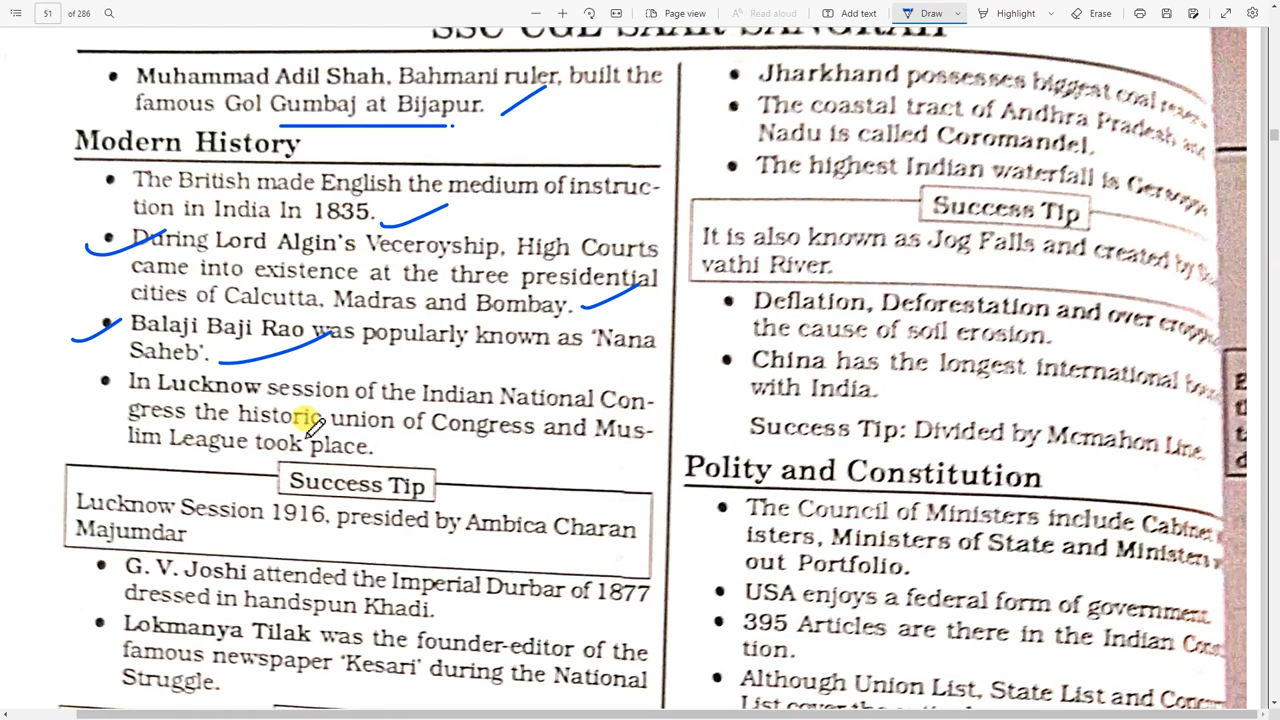 51 of 286 Page view Read aloud Add text Draw Highlight Erase
SSC CGL SAAR SANGRAH
• Muhammad Adil Shah, Bahmani ruler, built the
famous Gol Gumbaj at Bijapur.
Modern History
• The British made English the medium of instruc-
tion in India In 1835.
• During Lord Algin's Veceroyship, High Courts
came into existence at the three presidential
cities of Calcutta, Madras and Bombay.
• Balaji Baji Rao was popularly known as 'Nana
Saheb'.
• In Lucknow session of the Indian National Con-
gress the historic union of Congress and Mus-
lim League took place.
Success Tip
Lucknow Session 1916, presided by Ambica Charan
Majumdar
• G. V. Joshi attended the Imperial Durbar of 1877
dressed in handspun Khadi.
• Lokmanya Tilak was the founder-editor of the
famous newspaper 'Kesari' during the National
Struggle.
• Jharkhand possesses biggest coal
• The coastal tract of Andhra Pradesh and
Nadu is called Coromandel.
• The highest Indian waterfall is
Success Tip
It is also known as Jog Falls and created by
vathi River.
• Deflation, Deforestation and over
the cause of soil erosion.
• China has the longest international
with India.
Success Tip: Divided by Mcmahon Line.
Polity and Constitution
• The Council of Ministers include Cabinet
isters, Ministers of State and Ministers
out Portfolio.
• USA enjoys a federal form of government.
• 395 Articles are there in the Indian
tion.
• Although Union List, State List and
List cover the